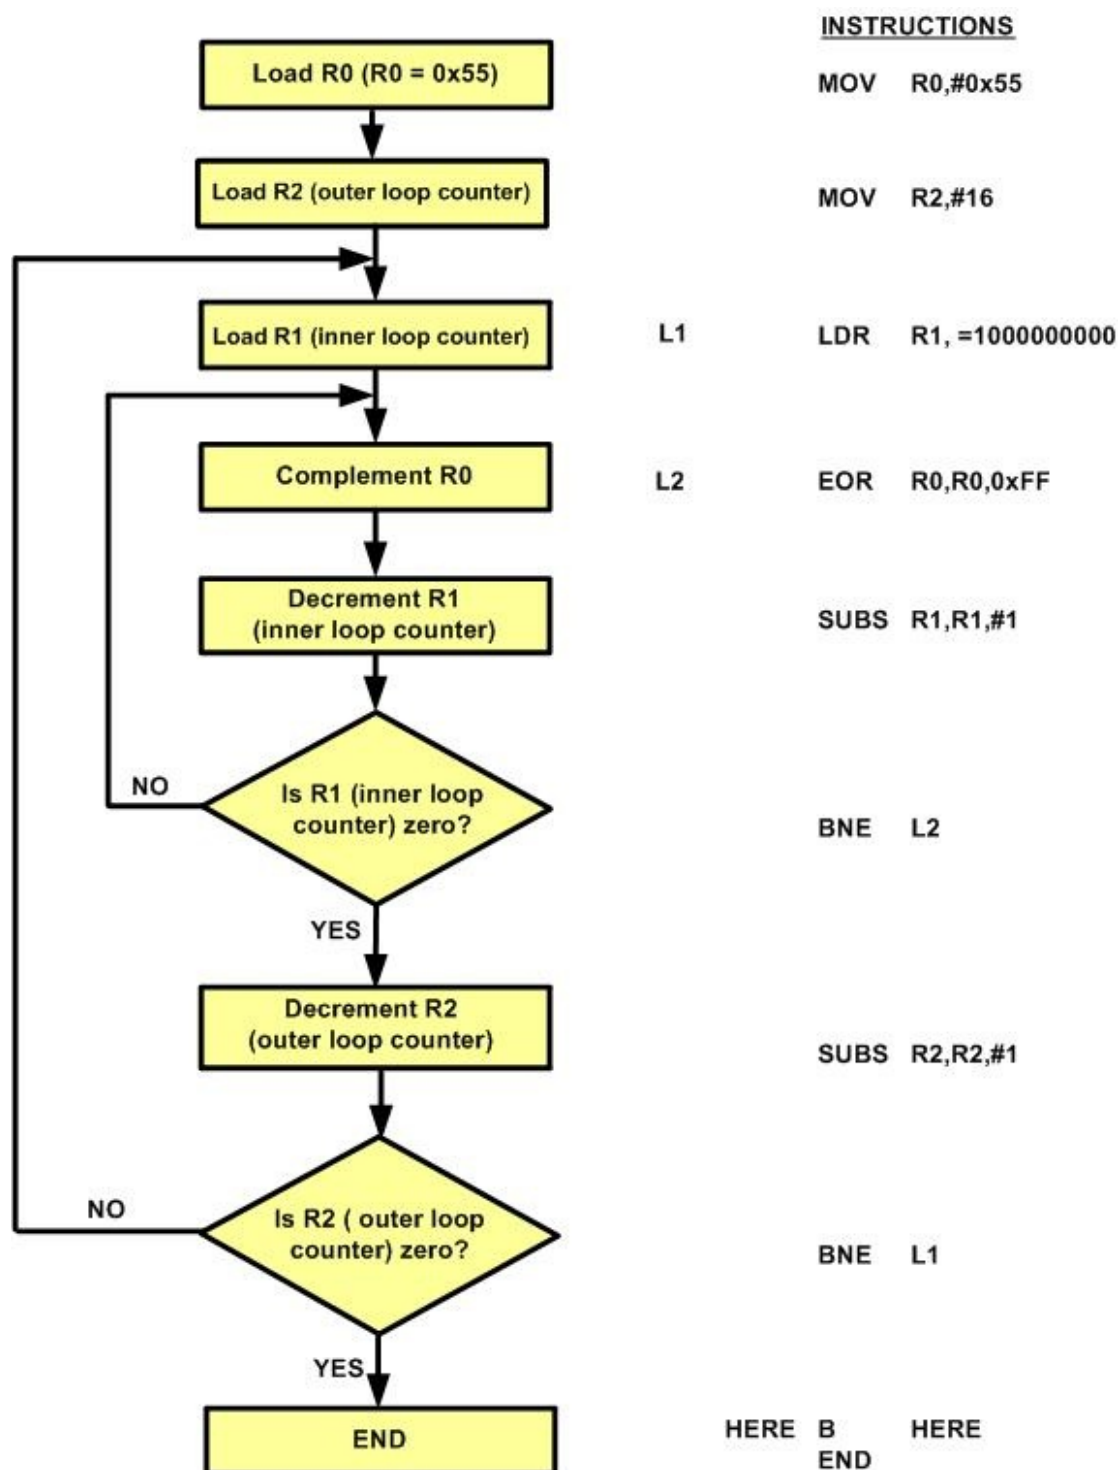 INSTRUCTIONS
Load R0 (R0 = 0x55)
MOV R0,#0x55
Load R2 (outer loop counter)
MOV R2,#16
Load R1 (inner loop counter)
L1 LDR R1, =1000000000
Complement R0
L2 EOR R0,R0,0xFF
Decrement R1
(inner loop counter)
SUBS R1,R1,#1
NO
Is R1 (inner loop
counter) zero?
BNE L2
YES
Decrement R2
(outer loop counter)
SUBS R2,R2,#1
NO
Is R2 ( outer loop
counter) zero?
BNE L1
YES
END
HERE B HERE
END